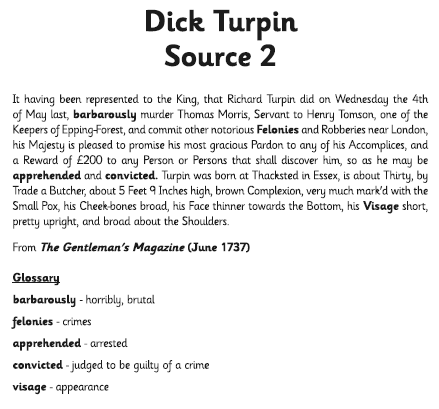 Dick Turpin
Source 2
It having been represented to the King, that Richard Turpin did on Wednesday the 4th
of May last, barbarously murder Thomas Morris, Servant to Henry Tomson, one of the
Keepers of Epping-Forest, and commit other notorious Felonies and Robberies near London,
his Majesty is pleased to promise his most gracious Pardon to any of his Accomplices, and
a Reward of £200 to any Person or Persons that shall discover him, so as he may be
apprehended and convicted. Turpin was born at Thacksted in Essex, is about Thirty, by
Trade a Butcher, about 5 Feet 9 Inches high, brown Complexion, very much mark'd with the
Small Pox, his Cheek-bones broad, his Face thinner towards the Bottom, his Visage short,
pretty upright, and broad about the Shoulders.
From The Gentleman's Magazine (June 1737)
Glossary
barbarously - horribly, brutal
felonies - crimes
apprehended - arrested
convicted - judged to be guilty of a crime
visage - appearance